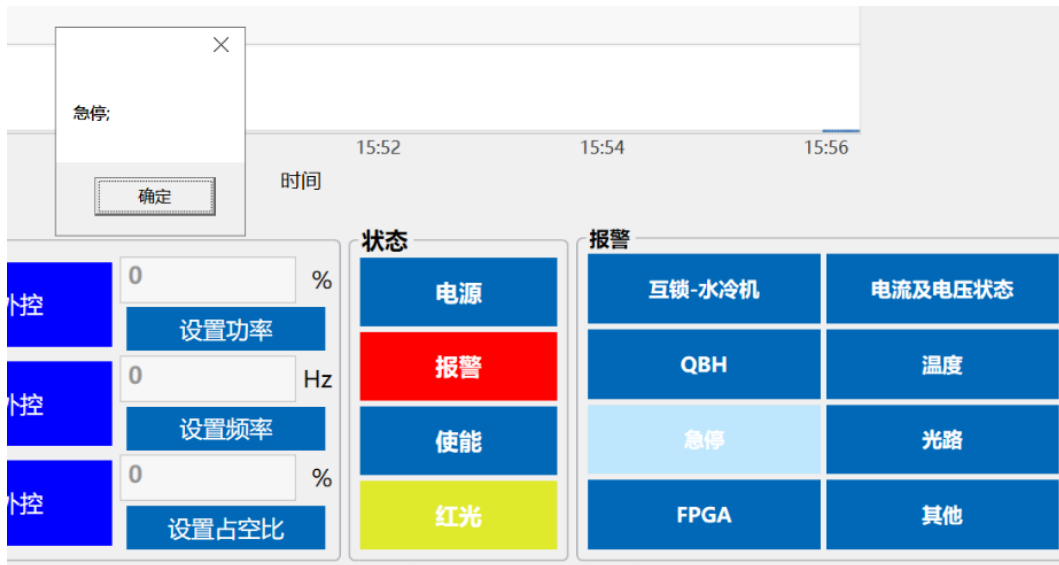 急停;
确定
15:52
15:54
15:56
时间
外控
0
%
设置功率
外控
0
Hz
设置频率
外控
0
%
设置占空比
状态
电源
报警
使能
红光
报警
互锁-水冷机
电流及电压状态
QBH
温度
急停
光路
FPGA
其他